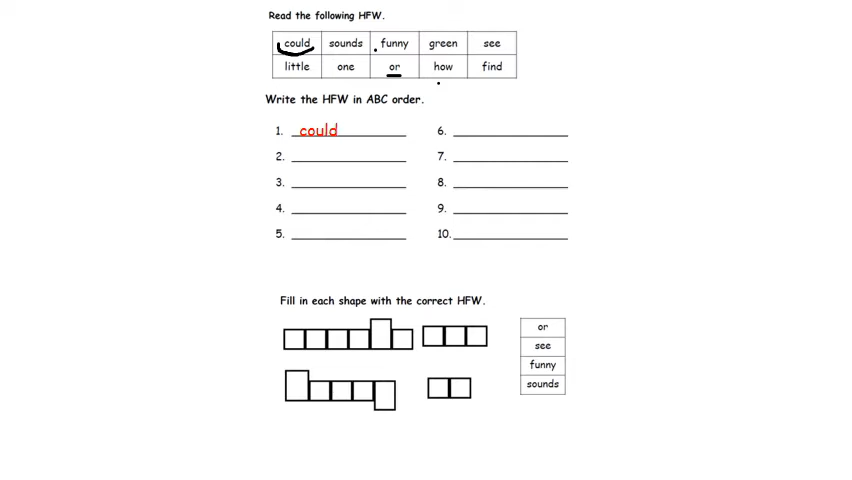 Read the following HFW.
could sounds funny green see
little one or how find
Write the HFW in ABC order.
1. could 6.
2. 7.
3. 8.
4. 9.
5. 10.
Fill in each shape with the correct HFW.
or
see
funny
sounds